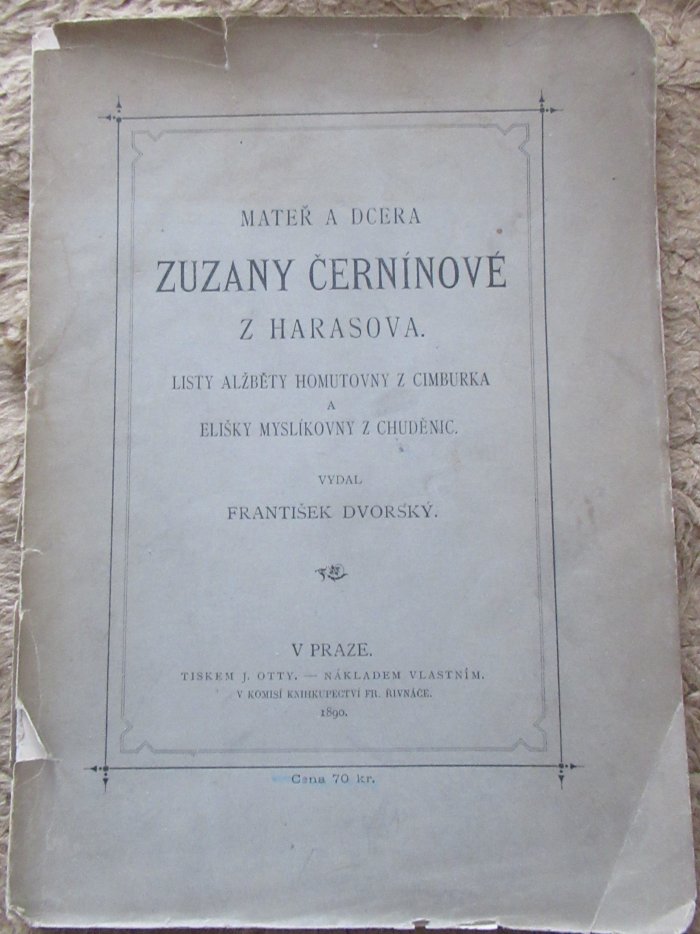 MATEŘ A DCERA
ZUZANY ČERNÍNOVÉ
Z HARASOVA.
LISTY ALŽBĚTY HOMUTOVNY Z CIMBURKA
A
ELIŠKY MYSLÍKOVNY Z CHUDĚNIC.
VYDAL
FRANTIŠEK DVORSKÝ.
V PRAZE.
TISKEM J. OTTY. — NÁKLADEM VLASTNÍM.
V KOMISÍ KNIHKUPECTVÍ FR. ŘIVNÁČE.
1890.
Cena 70 kr.